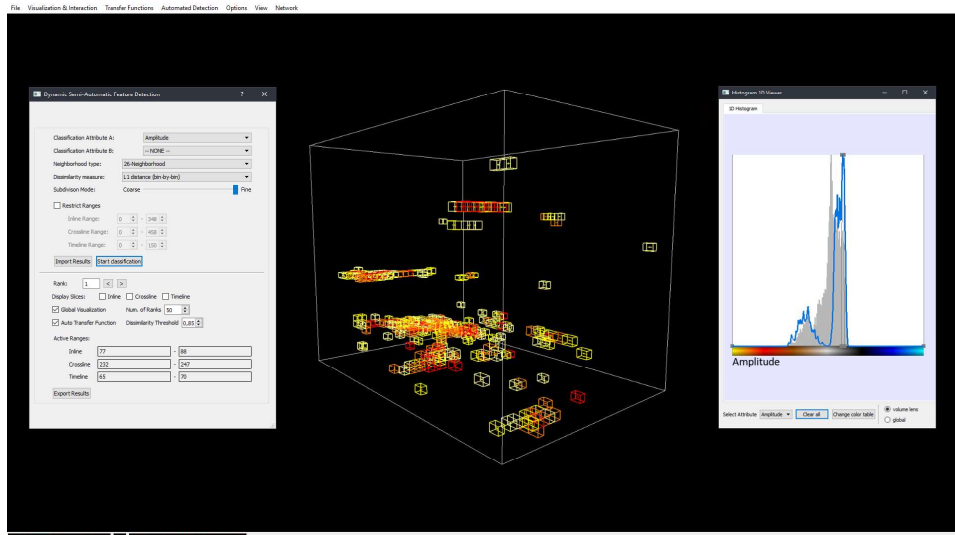 File Visualization & Interaction Transfer Functions Automated Detection Options View Network
Dynamic Semi-Automatic Feature Detection ? ×
Classification Attribute A: Amplitude
Classification Attribute B: -- NONE --
Neighborhood type: 26-Neighborhood
Dissimilarity measure: L1 distance (bin-by-bin)
Subdivison Mode: Coarse Fine
Restrict Ranges
Inline Range: 0 - 348
Crossline Range: 0 - 458
Timeline Range: 0 - 150
Import Results Start classification
Rank: 1 < >
Display Slices: Inline Crossline Timeline
Global Visualization Num. of Ranks 50
Auto Transfer Function Dissimilarity Threshold 0,85
Active Ranges:
Inline 77 - 88
Crossline 232 - 247
Timeline 65 - 70
Export Results
Histogram 1D Viewer
1D Histogram
Amplitude
Select Attribute Amplitude Clear all Change color table volume lens
global